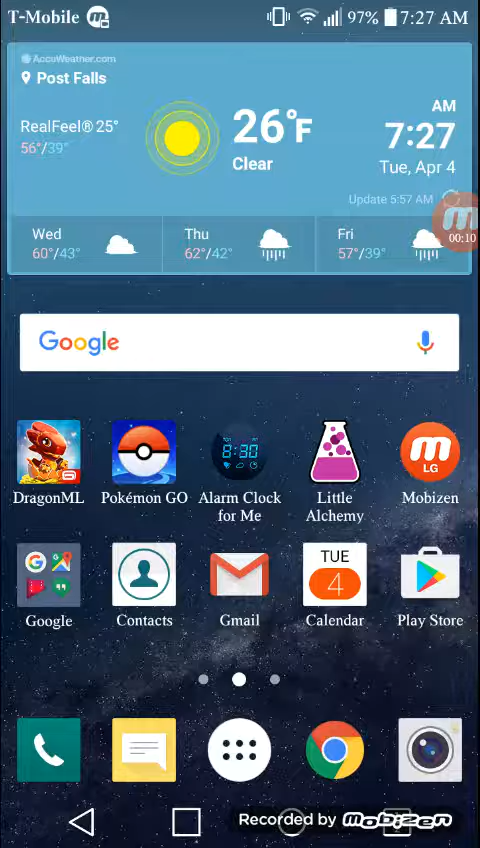 T-Mobile 97% 7:27 AM
AccuWeather.com
Post Falls
RealFeel® 25°
56°/39°
26°F
Clear
AM
7:27
Tue, Apr 4
Update 5:57 AM
Wed
60°/43°
Thu
62°/42°
Fri
57°/39°
00:10
Google
DragonML
Pokémon GO
8:30
Alarm Clock
for Me
Little
Alchemy
LG
Mobizen
Google
Contacts
Gmail
TUE
4
Calendar
Play Store
Recorded by Mobizen